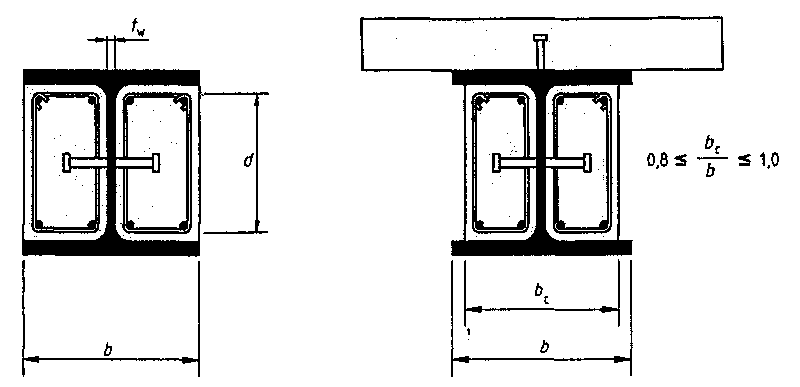 t_w
d
b
0,8 ≤ b_c / b ≤ 1,0
b_c
b